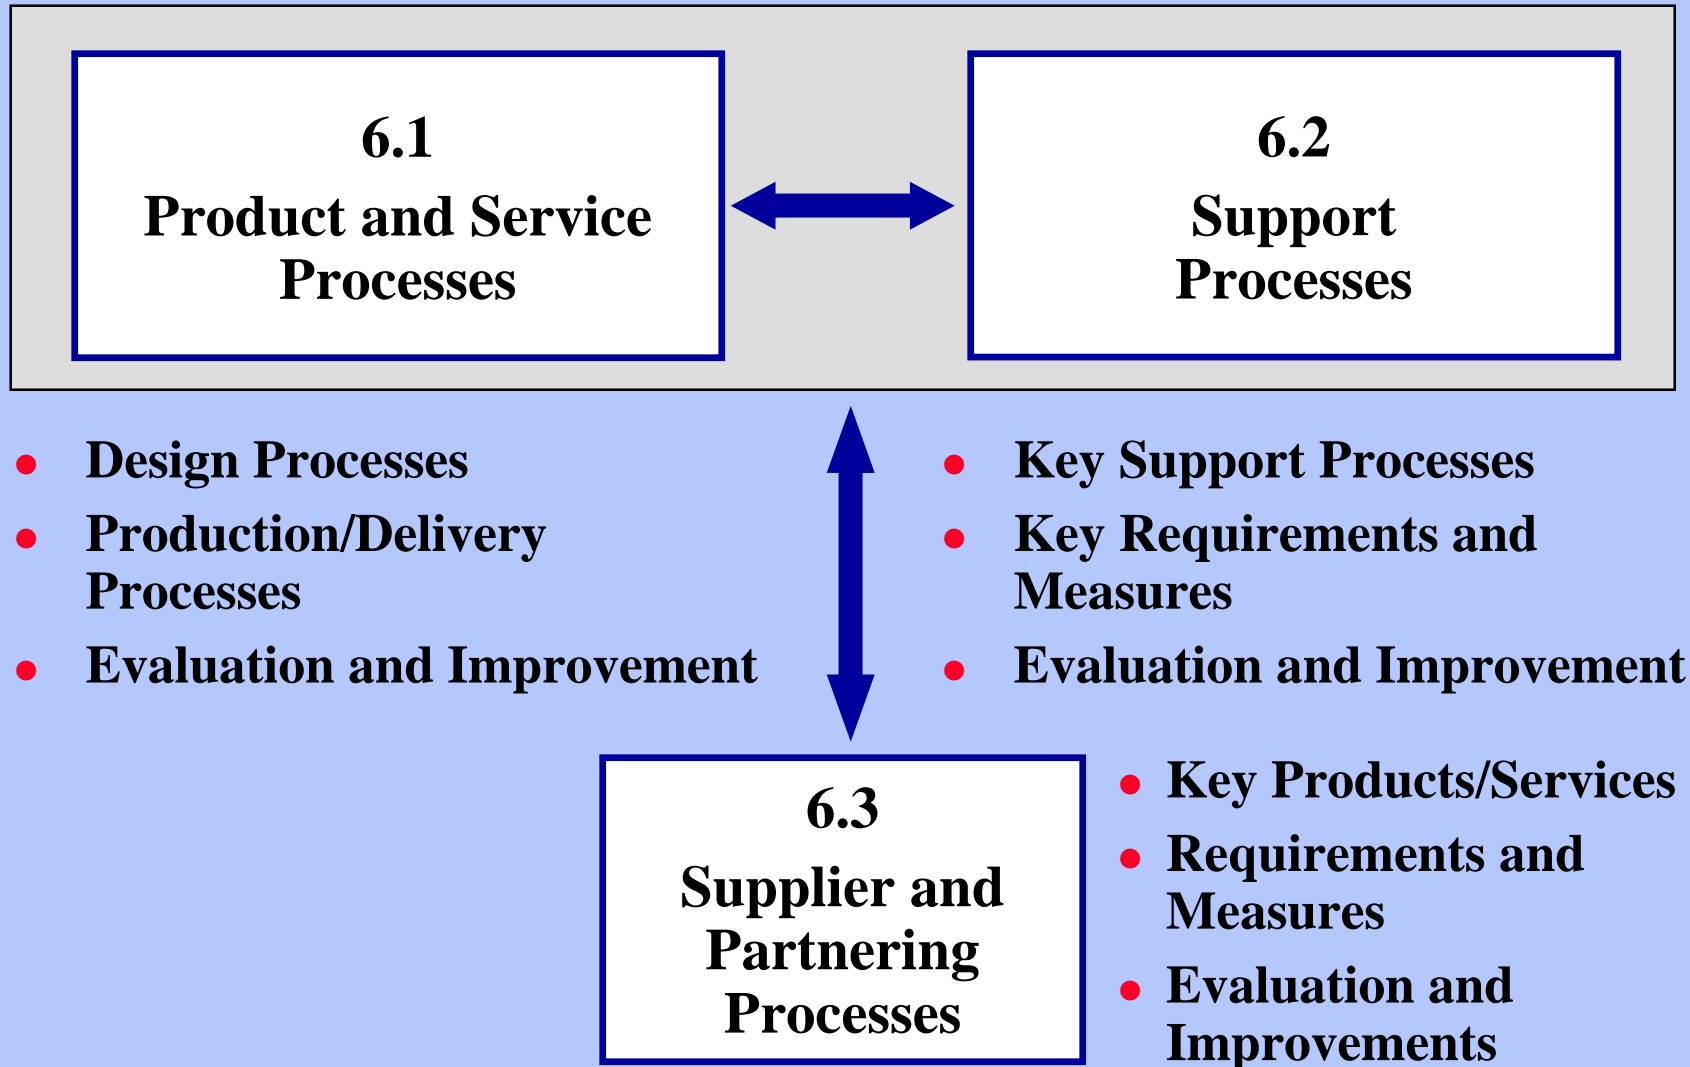 6.1
Product and Service
Processes
6.2
Support
Processes
Design Processes
Production/Delivery
Processes
Evaluation and Improvement
Key Support Processes
Key Requirements and
Measures
Evaluation and Improvement
6.3
Supplier and
Partnering
Processes
Key Products/Services
Requirements and
Measures
Evaluation and
Improvements